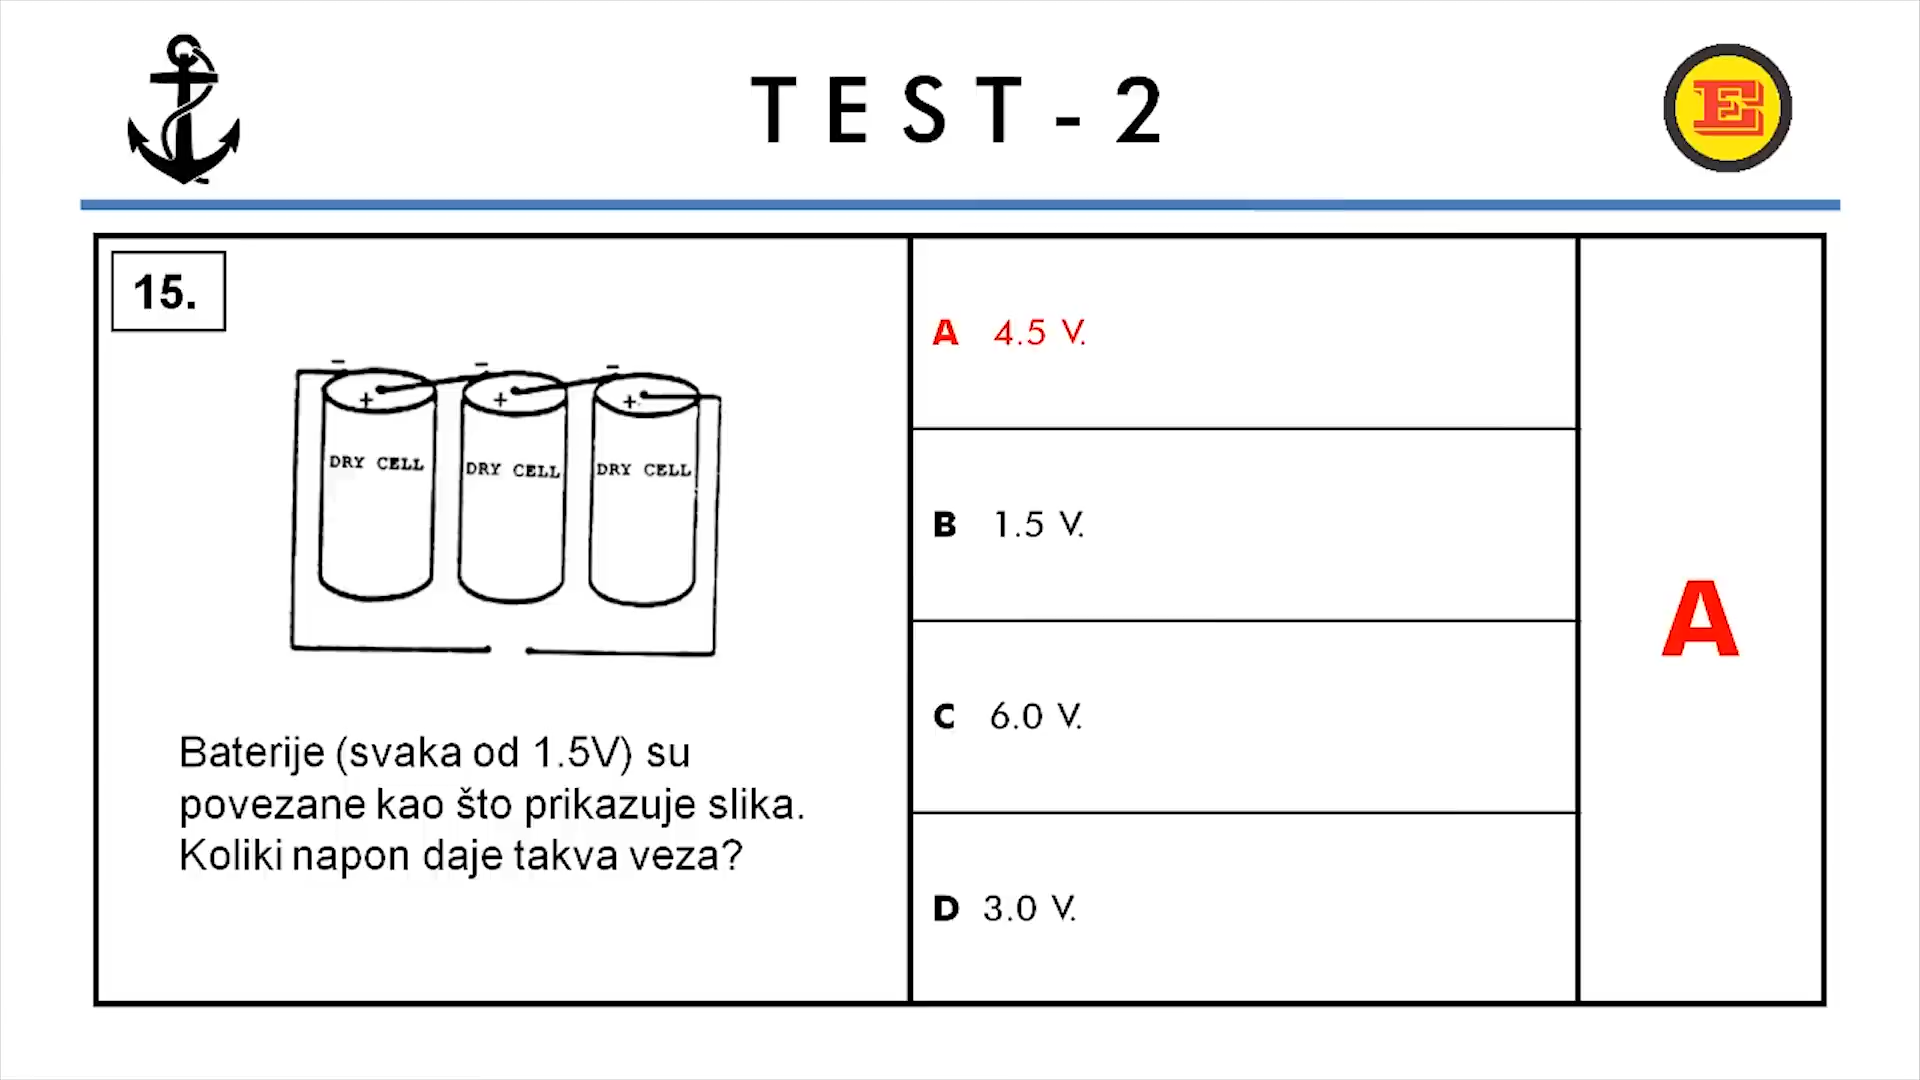 TEST-2
E
15.
- - -
+ + +
DRY CELL DRY CELL DRY CELL
Baterije (svaka od 1.5V) su
povezane kao što prikazuje slika.
Koliki napon daje takva veza?
A 4.5 V.
B 1.5 V.
C 6.0 V.
D 3.0 V.
A